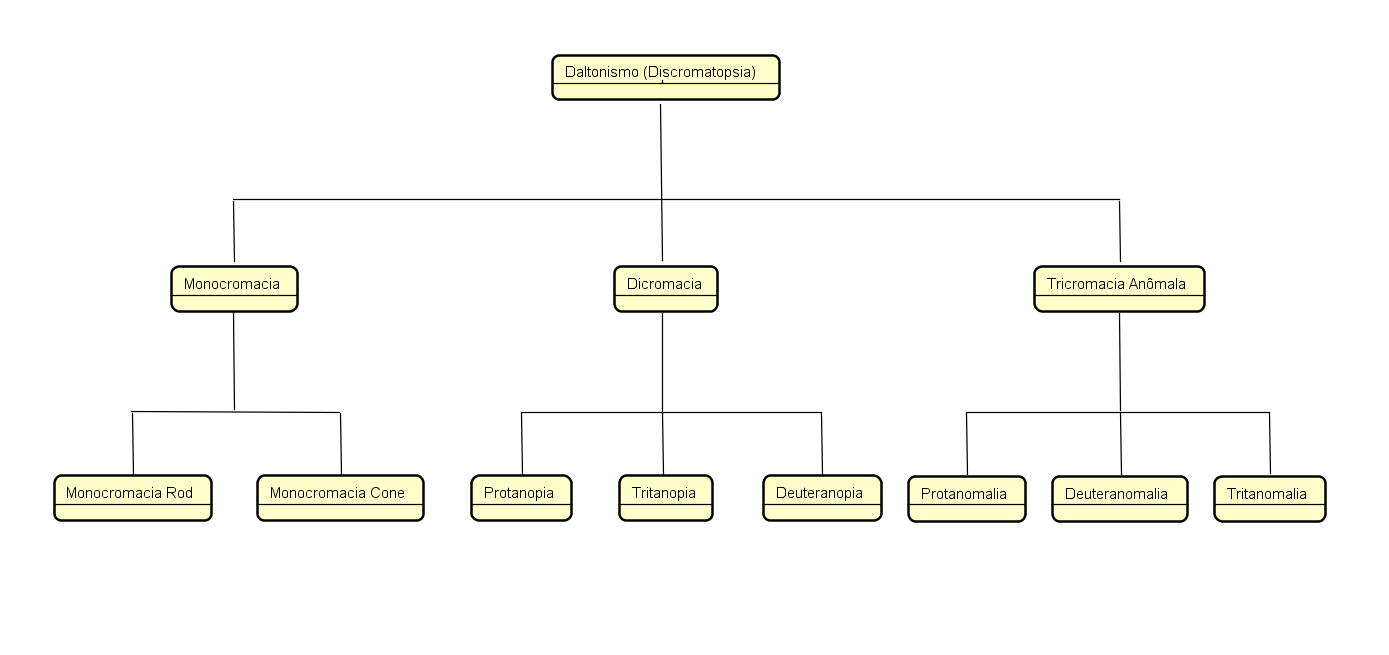 Daltonismo (Discromatopsia)
Monocromacia
Dicromacia
Tricromacia Anômala
Monocromacia Rod
Monocromacia Cone
Protanopia
Tritanopia
Deuteranopia
Protanomalia
Deuteranomalia
Tritanomalia